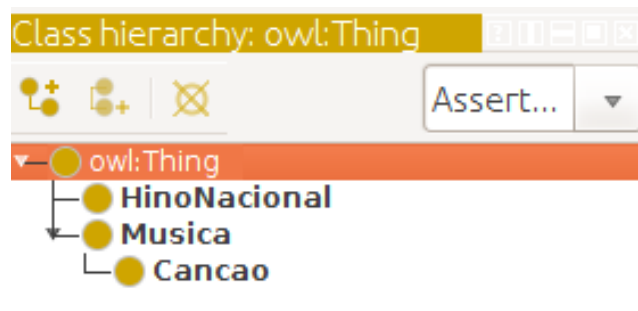 Class hierarchy: owl:Thing
Assert...
owl:Thing
HinoNacional
Musica
Cancao